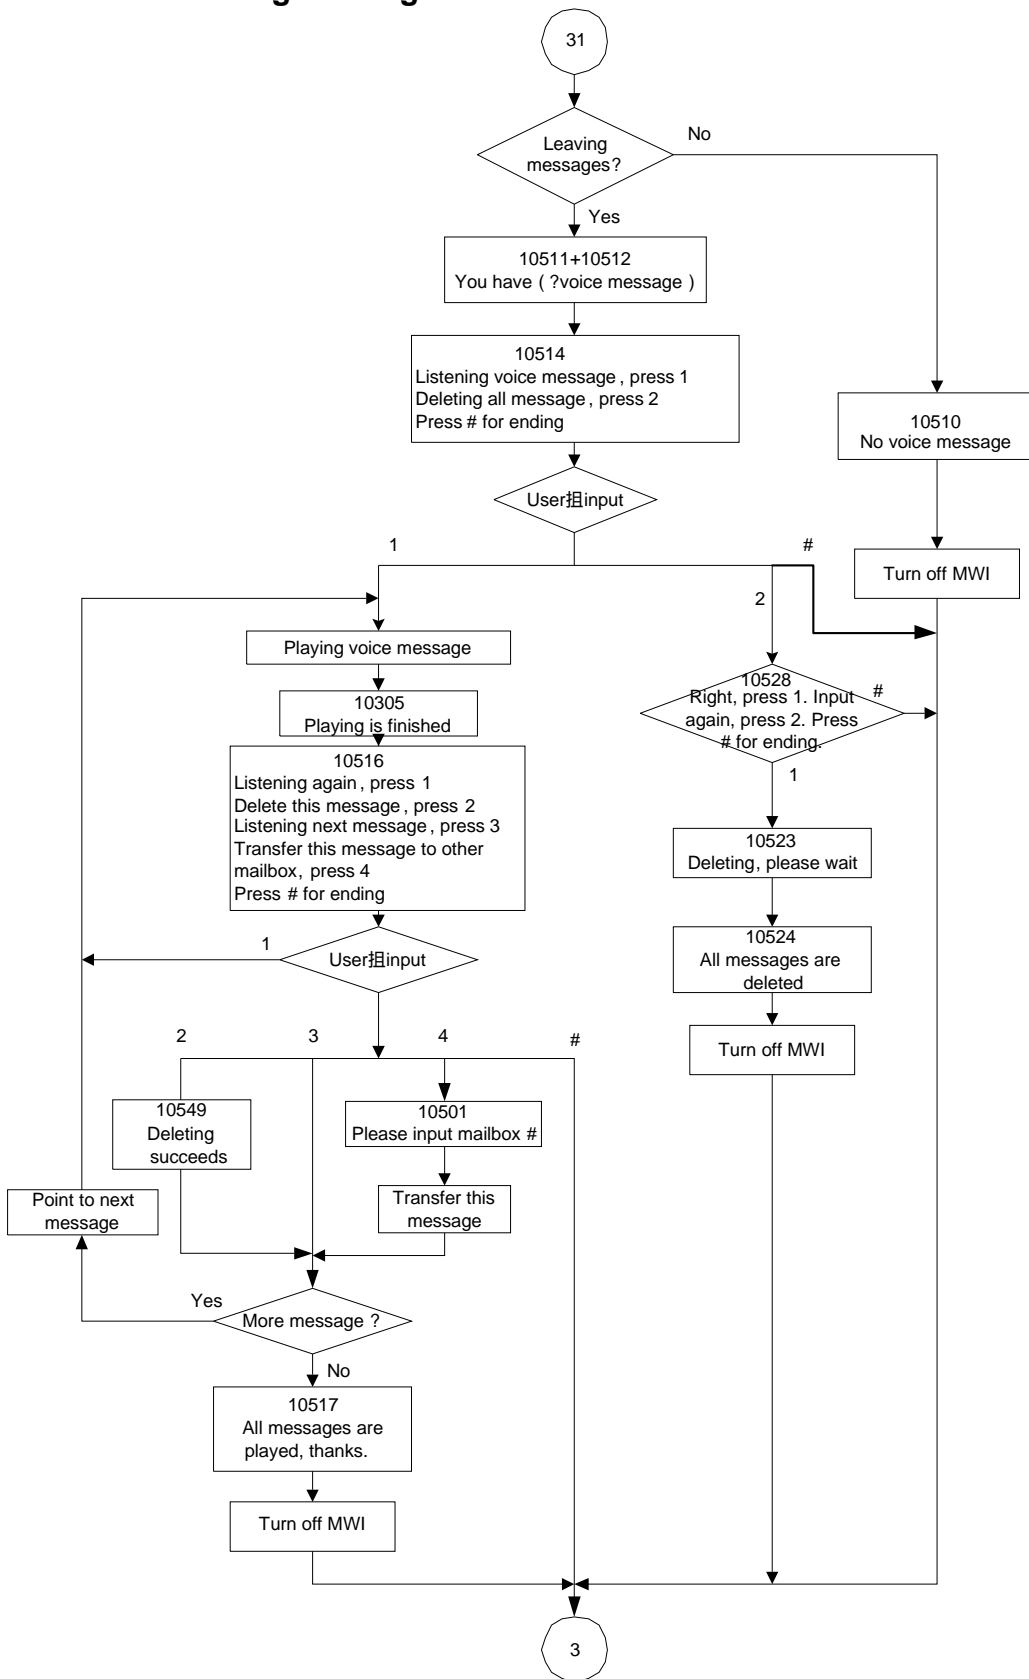 31
Leaving
messages?
No
Yes
10511+10512
You have ( ?voice message )
10514
Listening voice message , press 1
Deleting all message , press 2
Press # for ending
10510
No voice message
User担input
1
#
Turn off MWI
2
Playing voice message
10528
Right, press 1. Input
again, press 2. Press
# for ending.
#
10305
Playing is finished
1
10516
Listening again , press 1
Delete this message , press 2
Listening next message , press 3
Transfer this message to other
mailbox, press 4
Press # for ending
10523
Deleting, please wait
1
User担input
10524
All messages are
deleted
2
3
4
#
Turn off MWI
10549
Deleting
succeeds
10501
Please input mailbox #
Point to next
message
Transfer this
message
Yes
More message ?
No
10517
All messages are
played, thanks.
Turn off MWI
3